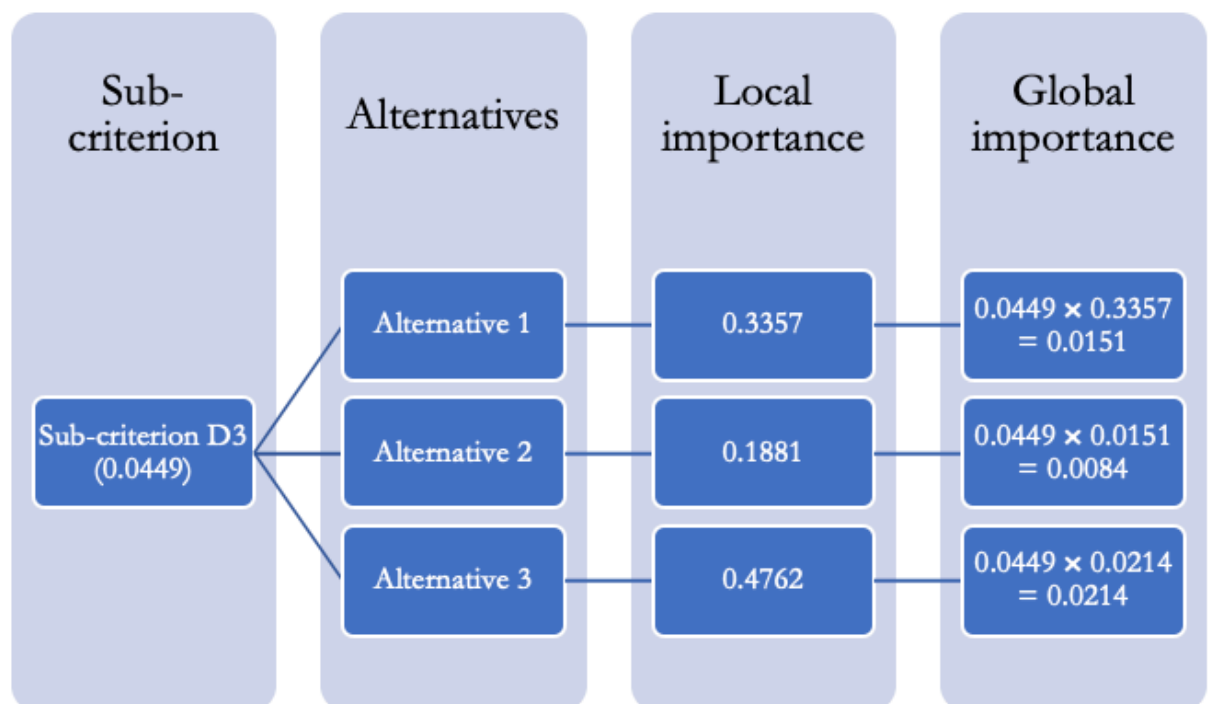 Sub-
criterion
Alternatives
Local
importance
Global
importance
Sub-criterion D3
(0.0449)
Alternative 1
0.3357
0.0449 × 0.3357
= 0.0151
Alternative 2
0.1881
0.0449 × 0.0151
= 0.0084
Alternative 3
0.4762
0.0449 × 0.0214
= 0.0214